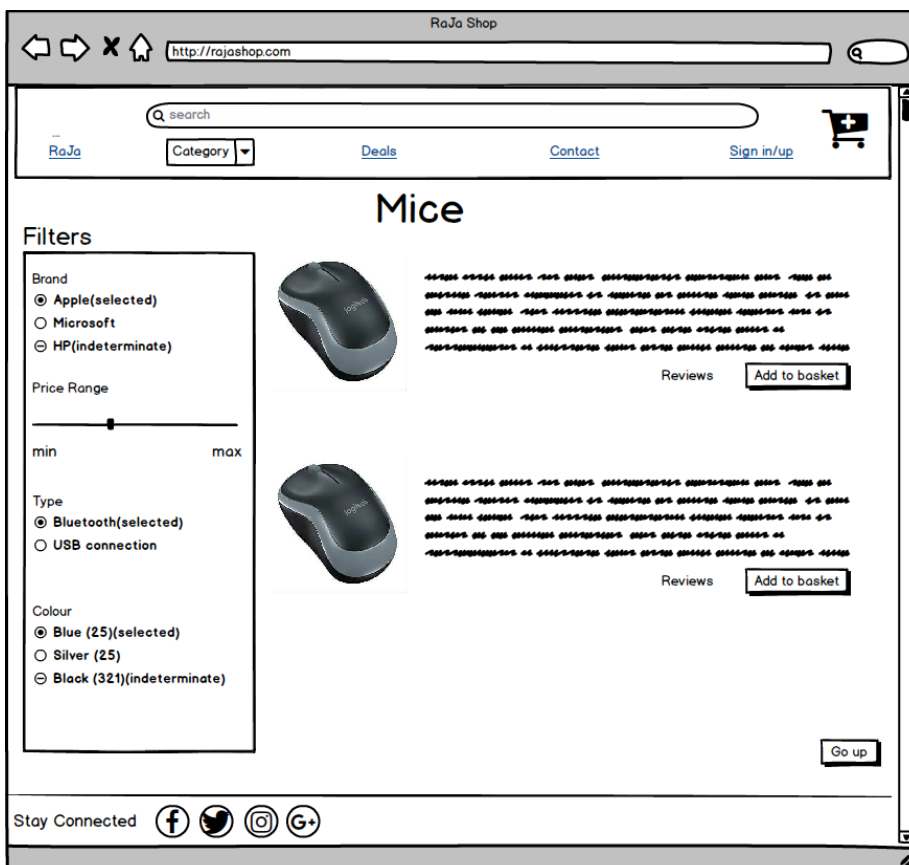 RaJa Shop
http://rajashop.com
search
...
RaJa Category Deals Contact Sign in/up
Mice
Filters
Brand
Apple(selected)
Microsoft
HP(indeterminate)
Price Range
min max
Type
Bluetooth(selected)
USB connection
Colour
Blue (25)(selected)
Silver (25)
Black (321)(indeterminate)
logitech
Reviews Add to basket
logitech
Reviews Add to basket
Go up
Stay Connected f G+